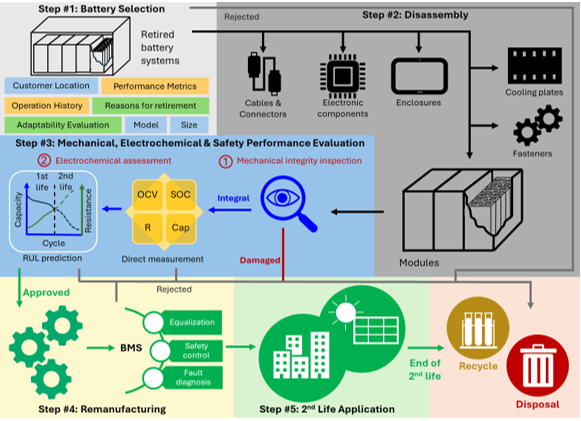 Step #1: Battery Selection
Retired
battery
systems
Customer Location
Performance Metrics
Operation History
Reasons for retirement
Adaptability Evaluation
Model
Size
Rejected
Step #2: Disassembly
Cables &
Connectors
Electronic
components
Enclosures
Cooling plates
Fasteners
Modules
Step #3: Mechanical, Electrochemical & Safety Performance Evaluation
2 Electrochemical assessment
1 Mechanical integrity inspection
1st
life
2nd
life
Capacity
Resistance
Cycle
RUL prediction
OCV
SOC
R
Cap
Direct measurement
Integral
Damaged
Rejected
Approved
BMS
Equalization
Safety
control
Fault
diagnosis
Step #4: Remanufacturing
Step #5: 2nd Life Application
End of
2nd life
Recycle
Disposal